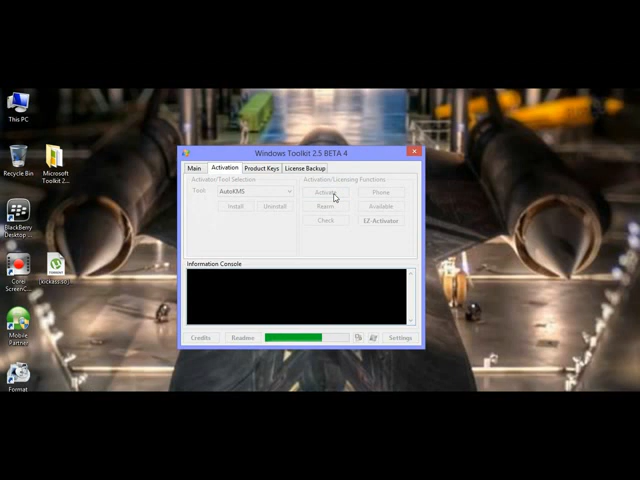 This PC
Recycle Bin
Microsoft Toolkit 2...
BlackBerry Desktop ...
Corel ScreenC...
[kickass.so]...
Mobile Partner
Format
Windows Toolkit 2.5 BETA 4
Main
Activation
Product Keys
License Backup
Activator/Tool Selection
Tool:
AutoKMS
Install
Uninstall
Activation/Licensing Functions
Activate
Phone
Rearm
Available
Check
EZ-Activator
Information Console
Credits
Readme
Settings